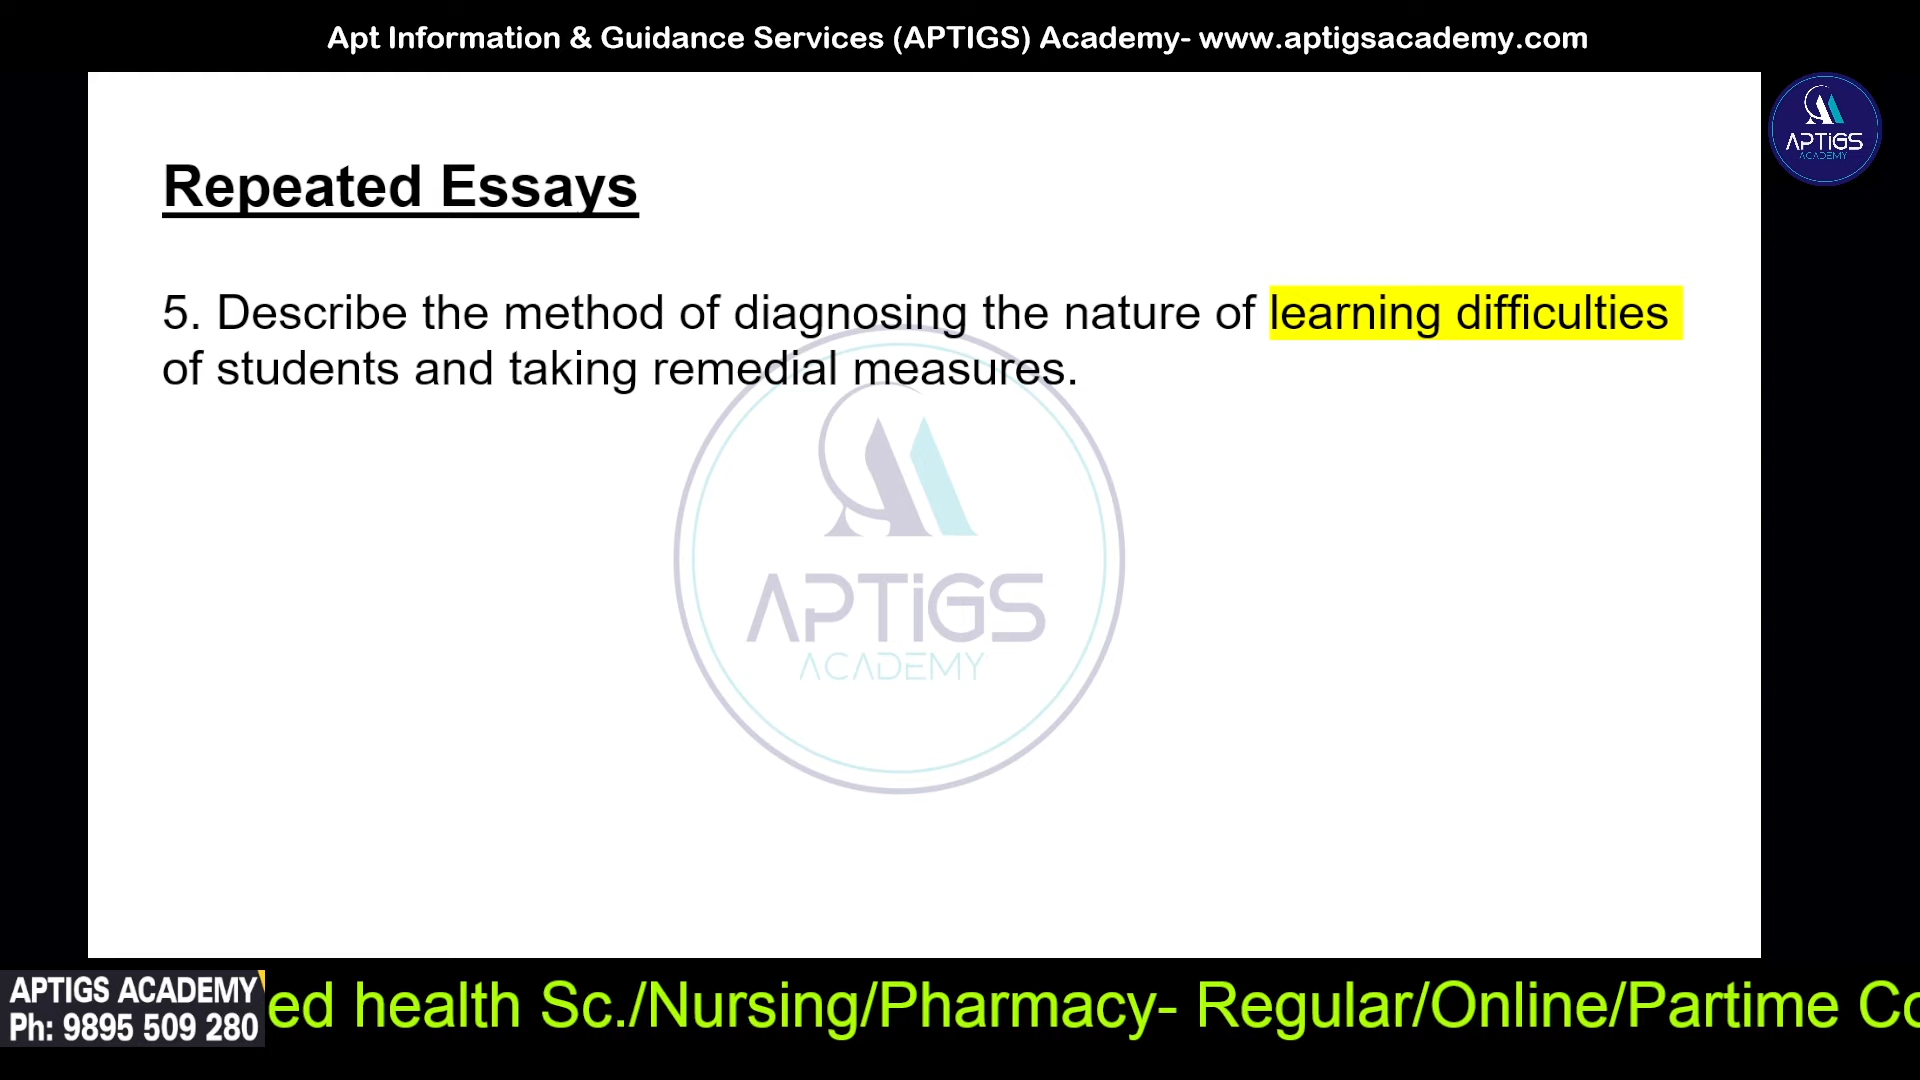 Apt Information & Guidance Services (APTIGS) Academy- www.aptigsacademy.com
APTiGS
ACADEMY
Repeated Essays
5. Describe the method of diagnosing the nature of learning difficulties
of students and taking remedial measures.
APTiGS
ACADEMY
APTIGS ACADEMY
Ph: 9895 509 280
ed health Sc./Nursing/Pharmacy- Regular/Online/Partime Co